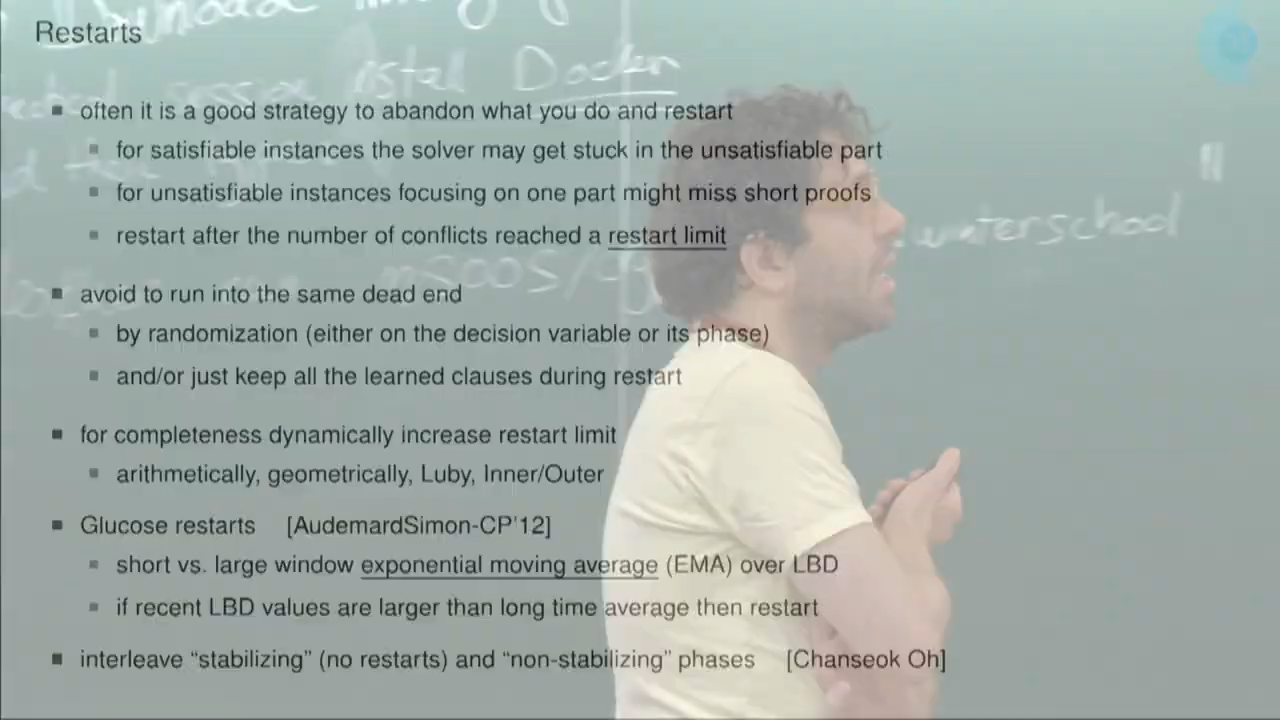 Restarts
often it is a good strategy to abandon what you do and restart
for satisfiable instances the solver may get stuck in the unsatisfiable part
for unsatisfiable instances focusing on one part might miss short proofs
restart after the number of conflicts reached a restart limit
avoid to run into the same dead end
by randomization (either on the decision variable or its phase)
and/or just keep all the learned clauses during restart
for completeness dynamically increase restart limit
arithmetically, geometrically, Luby, Inner/Outer
Glucose restarts [AudemardSimon-CP'12]
short vs. large window exponential moving average (EMA) over LBD
if recent LBD values are larger than long time average then restart
interleave “stabilizing” (no restarts) and “non-stabilizing” phases [Chanseok Oh]
Docker
winterschool